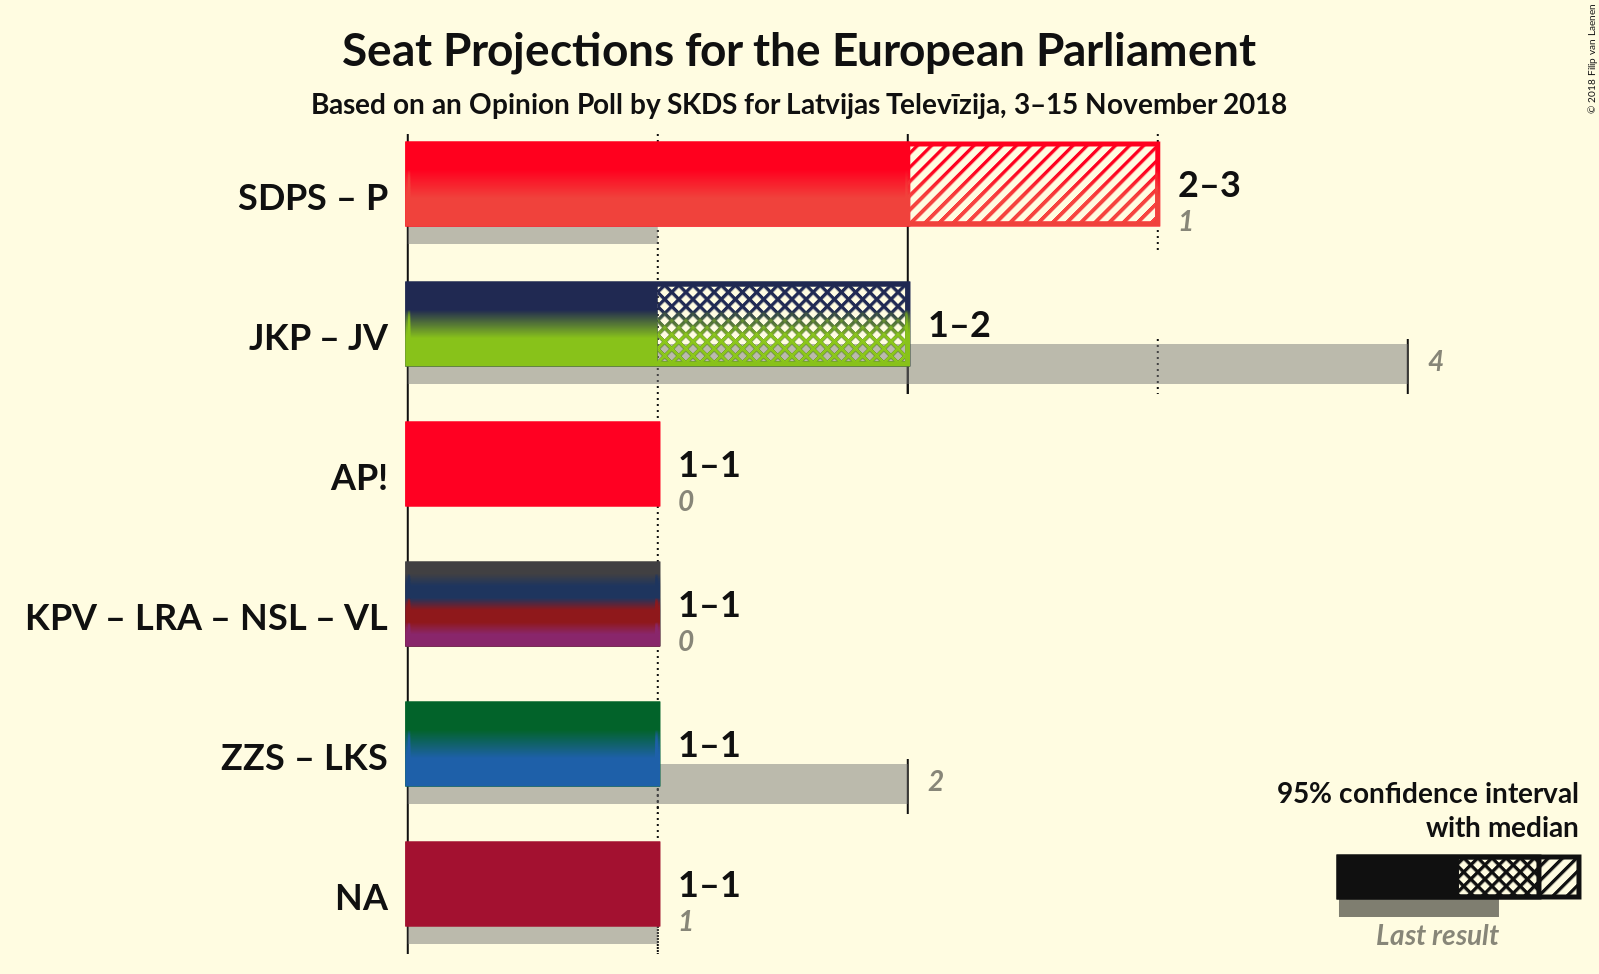 Seat Projections for the European Parliament
Based on an Opinion Poll by SKDS for Latvijas Televīzija, 3–15 November 2018
© 2018 Filip van Laenen
SDPS – P
2–3
1
JKP – JV
1–2
4
AP!
1–1
0
KPV – LRA – NSL – VL
1–1
0
ZZS – LKS
1–1
2
NA
1–1
1
95% confidence interval
with median
Last result